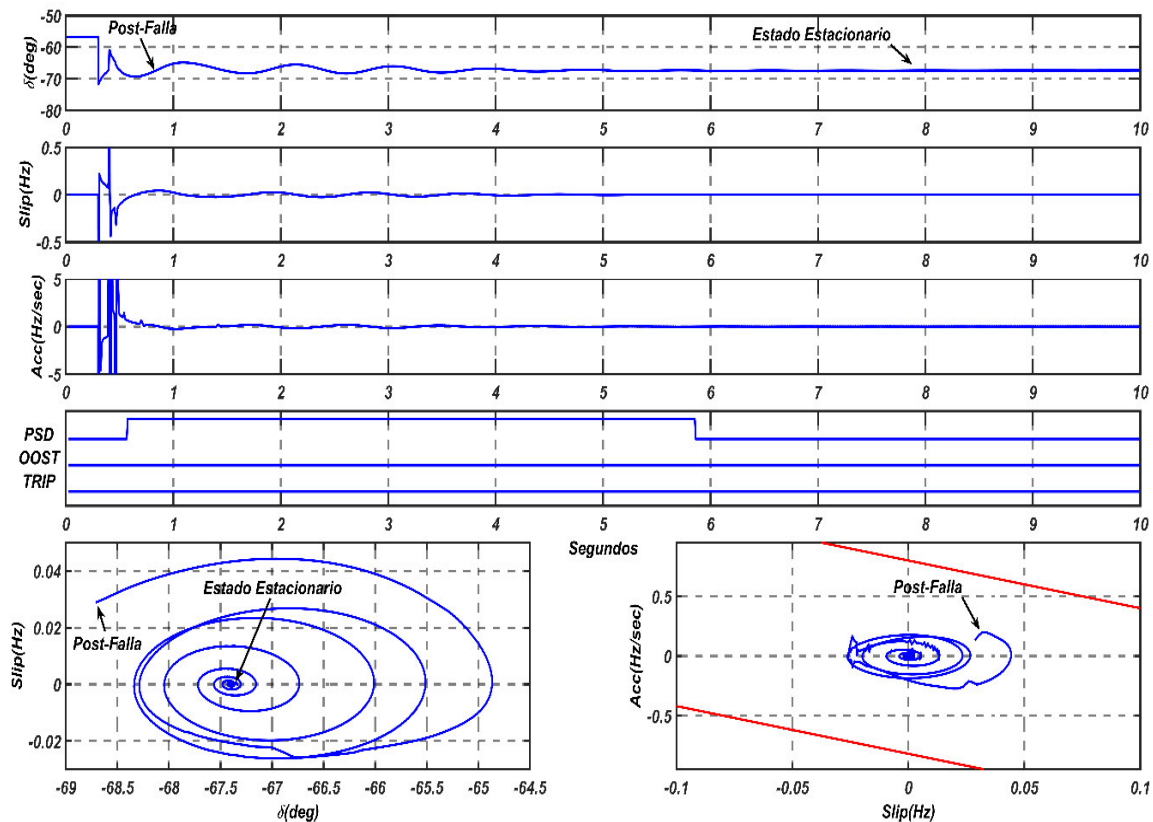 -50
Post-Falla
Estado Estacionario
-60
δ(deg)
-70
-80
0 1 2 3 4 5 6 7 8 9 10
0.5
Slip(Hz)
0
-0.5
0 1 2 3 4 5 6 7 8 9 10
5
Acc(Hz/sec)
0
-5
0 1 2 3 4 5 6 7 8 9 10
PSD
OOST
TRIP
0 1 2 3 4 5 6 7 8 9 10
Segundos
0.04
Estado Estacionario
0.02
Post-Falla
Slip(Hz)
0
-0.02
-69 -68.5 -68 -67.5 -67 -66.5 -66 -65.5 -65 -64.5
δ(deg)
Post-Falla
0.5
Acc(Hz/sec)
0
-0.5
-0.1 -0.05 0 0.05 0.1
Slip(Hz)